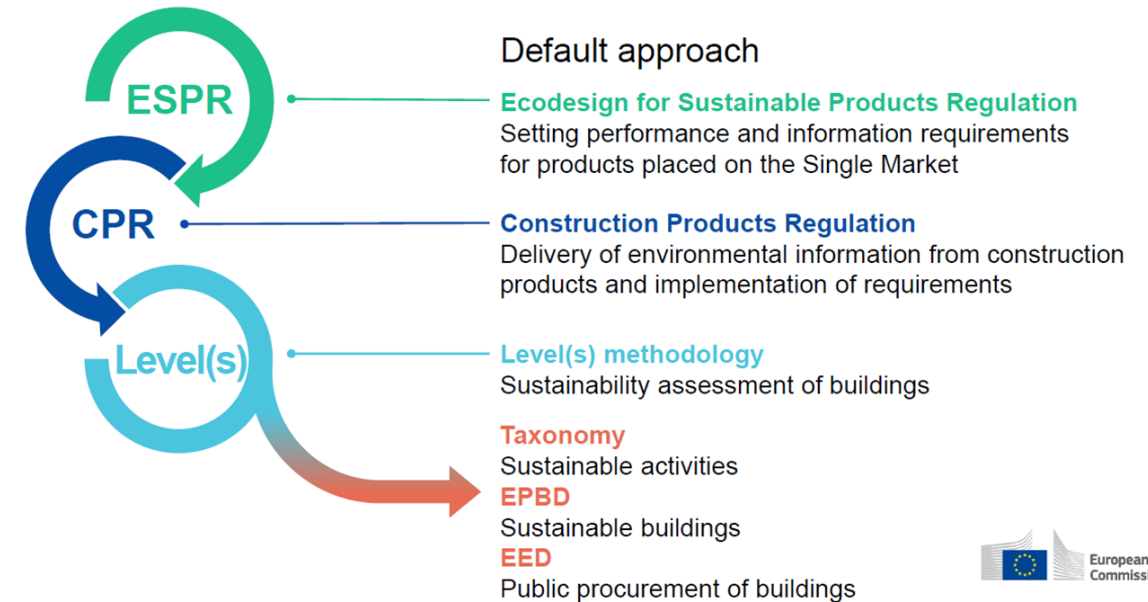 Default approach
ESPR
Ecodesign for Sustainable Products Regulation
Setting performance and information requirements
for products placed on the Single Market
CPR
Construction Products Regulation
Delivery of environmental information from construction
products and implementation of requirements
Level(s)
Level(s) methodology
Sustainability assessment of buildings
Taxonomy
Sustainable activities
EPBD
Sustainable buildings
EED
Public procurement of buildings
European
Commissi